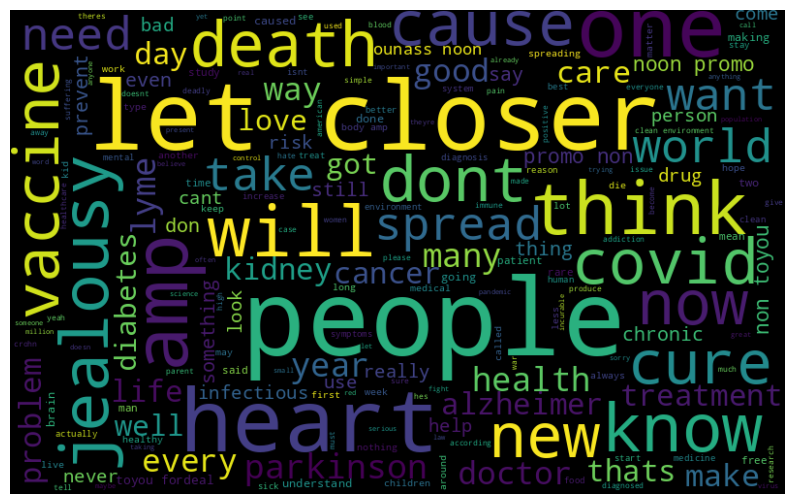 theres
yet
point
caused
see
used
blood
already
matter
come
call
making
stay
need
bad
day
death
ounass noon
cause
one
spreading
work
study
real
isnt
simple
important
anything
even
good
say
care
noon promo
want
prevent
way
doesnt
type
system
pain
best
everyone
suffering
deadly
let closer
love
done
better
body amp
theyre
person
away
present
american
positive
clean environment
population
word
kid
mental
another
risk
hate
treat
diagnosis
promo non
issue
world
vaccine
believe
control
got
dont
reason
trying
hope
healthcare
increase
take
still
made
drug
two
lyme
cant
time
keep
women
environment
immune
die
become
give
don
will
case
spread
think
lot
mean
clean
often
please
many
thing
patient
addiction
covid
non toyou
jealousy
amp
kidney
cancer
going
rare
human
science
long
medical
pandemic
produce
diabetes
something
look
high
people
less
incurable
now
someone
yeah
million
symptoms
called
chronic
crohn
doesn
may
said
let
war
great
parent
small
year
really
sorry
cure
problem
life
infectious
use
week
always
much
man
first
sure
fight
hes
health
brain
actually
well
healthy
red
serious
alzheimer
treatment
taking
nothing
must
law
help
heart
new
know
live
every
never
toyou fordeal
parkinson
according
doctor
food
start
medicine
free
tell
sick
understand
children
around
diagnosed
thats
make
research